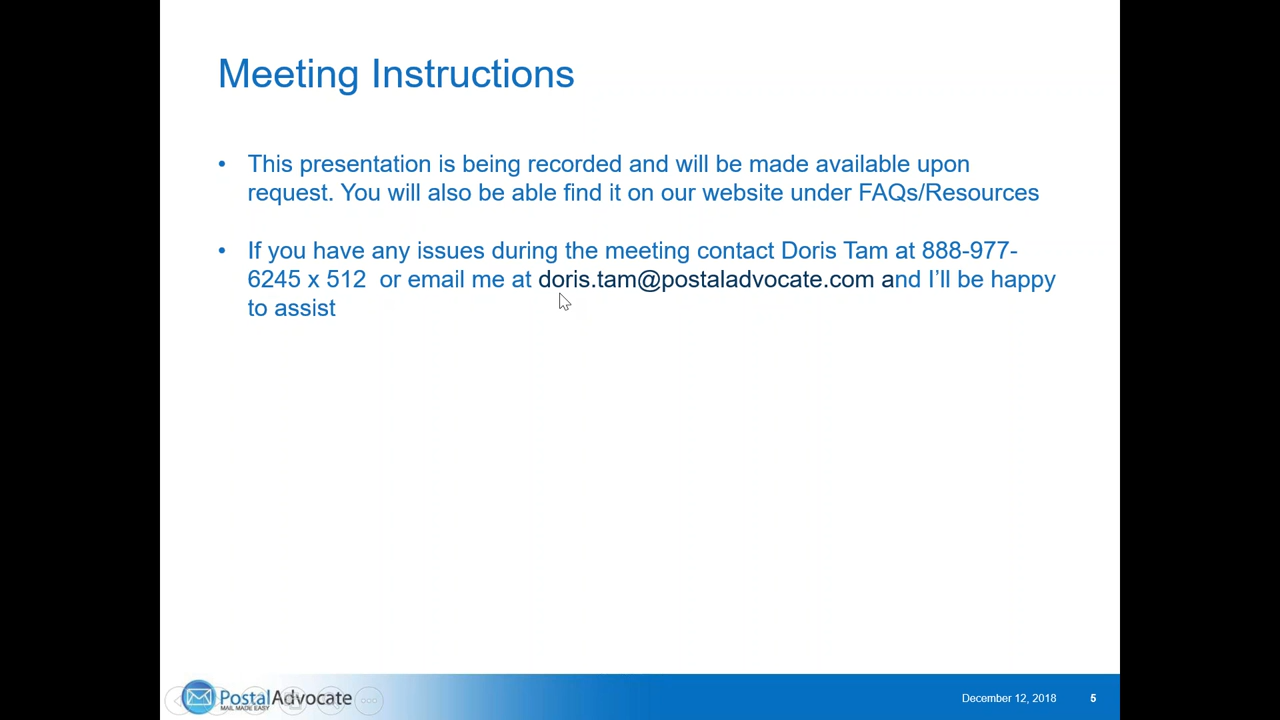 Meeting Instructions
• This presentation is being recorded and will be made available upon
request. You will also be able find it on our website under FAQs/Resources
• If you have any issues during the meeting contact Doris Tam at 888-977-
6245 x 512  or email me at doris.tam@postaladvocate.com and I’ll be happy
to assist
PostalAdvocate
MAIL MADE EASY
December 12, 2018 5